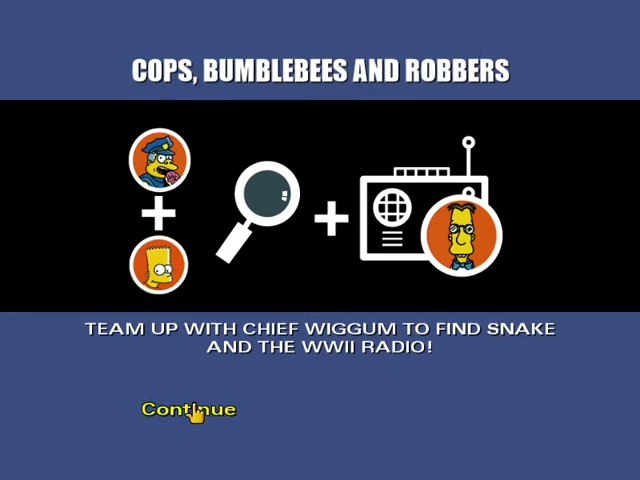 COPS, BUMBLEBEES AND ROBBERS
TEAM UP WITH CHIEF WIGGUM TO FIND SNAKE
AND THE WWII RADIO!
Continue